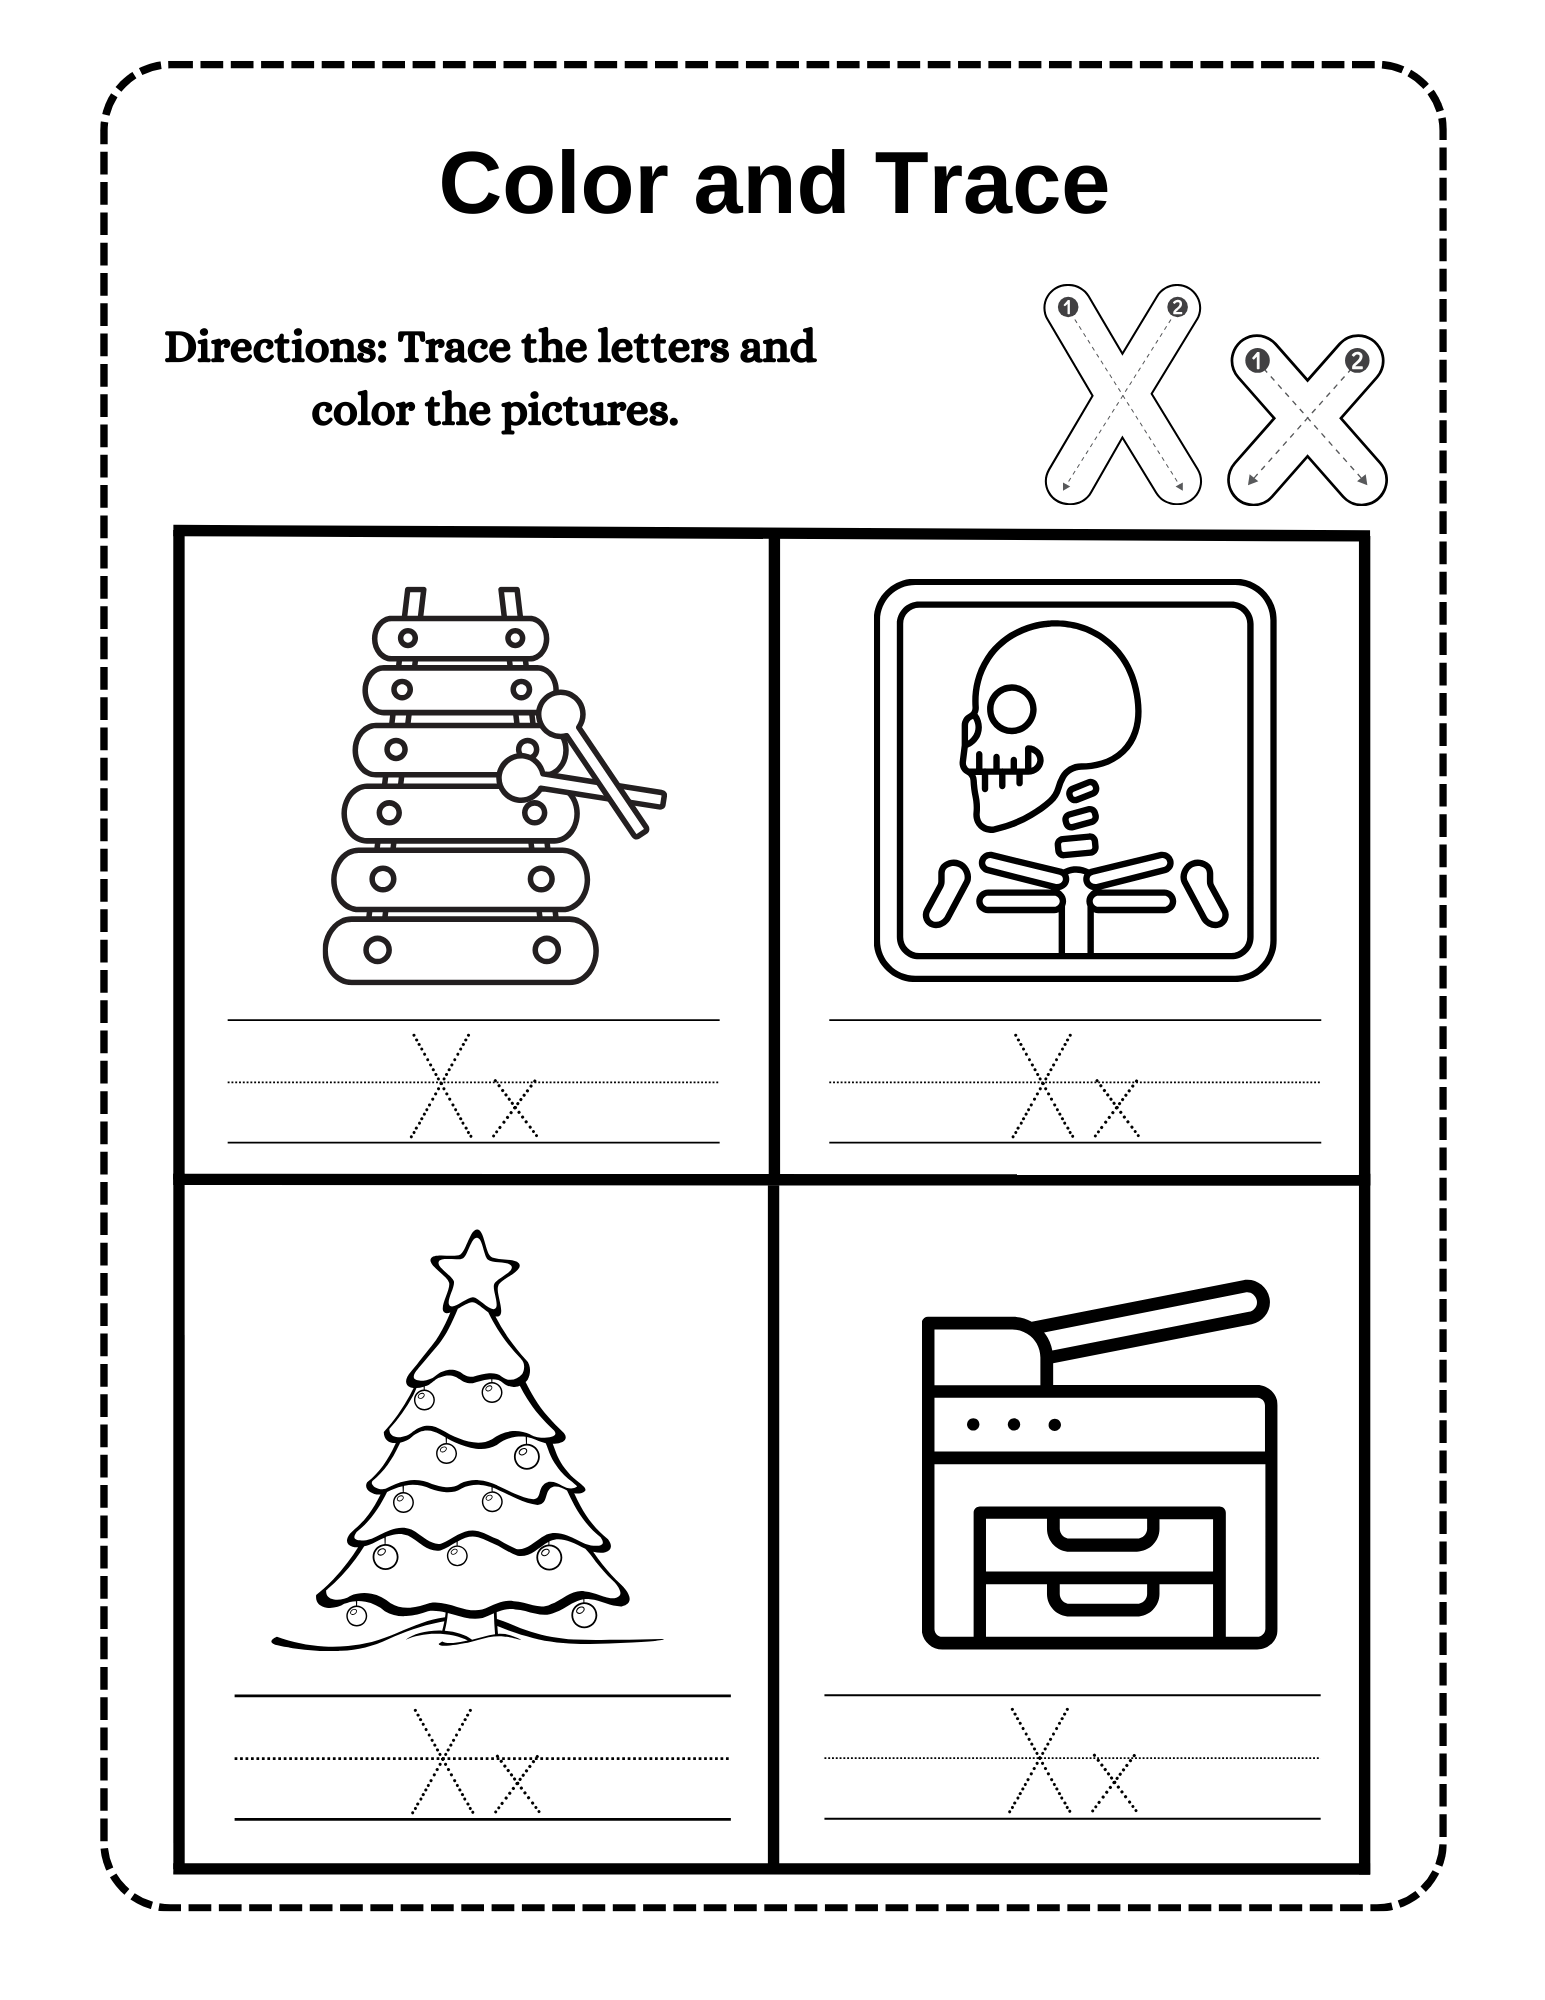 Color and Trace
Directions: Trace the letters and
color the pictures.
1 2 1 2
X x
X x
X x
X x
X x